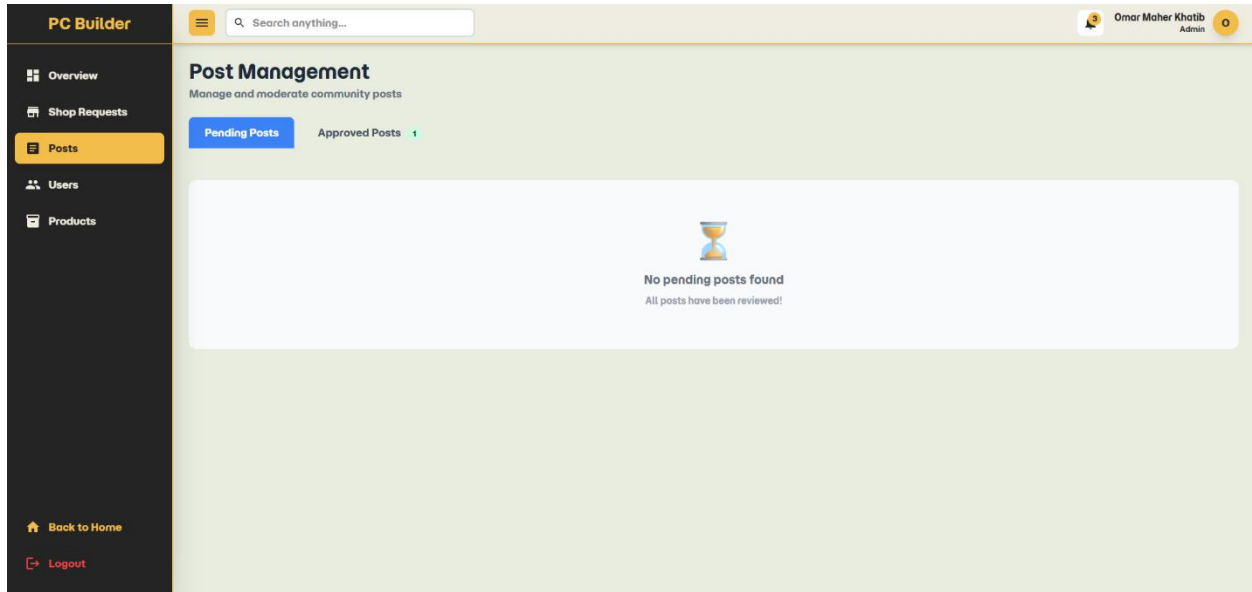 PC Builder
Search anything...
3
Omar Maher Khatib
Admin
O
Overview
Shop Requests
Posts
Users
Products
Back to Home
Logout
Post Management
Manage and moderate community posts
Pending Posts
Approved Posts 1
No pending posts found
All posts have been reviewed!